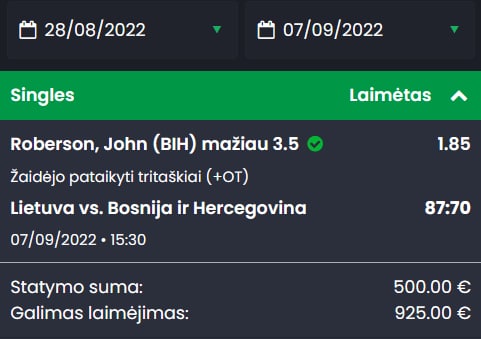 28/08/2022 07/09/2022
Singles Laimėtas
Roberson, John (BIH) mažiau 3.5 1.85
Žaidėjo pataikyti tritaškiai (+OT)
Lietuva vs. Bosnija ir Hercegovina 87:70
07/09/2022 • 15:30
Statymo suma: 500.00 €
Galimas laimėjimas: 925.00 €